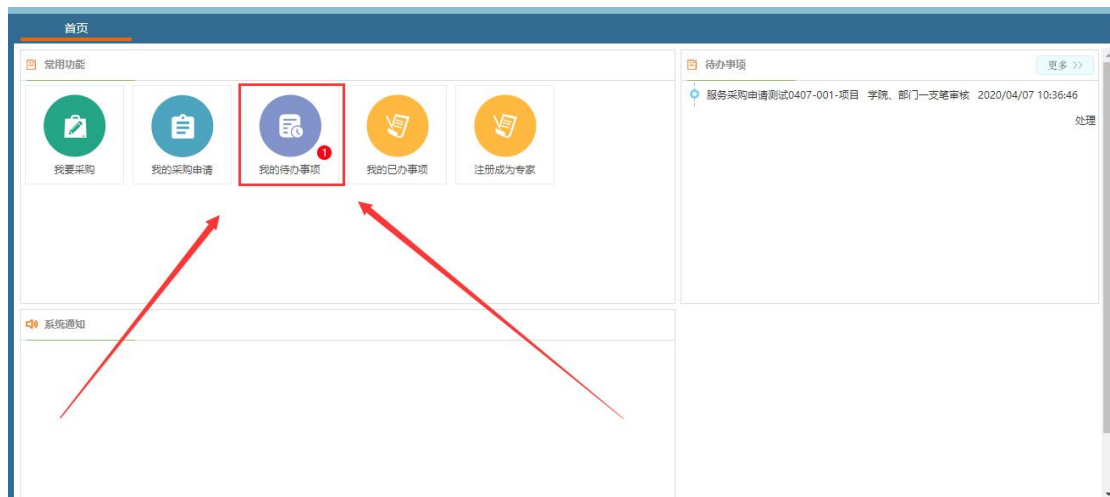 首页
常用功能
我要采购
我的采购申请
1
我的待办事项
我的已办事项
注册成为专家
待办事项
更多 >>
服务采购申请测试0407-001-项目 学院、部门一支笔审核 2020/04/07 10:36:46
处理
系统通知